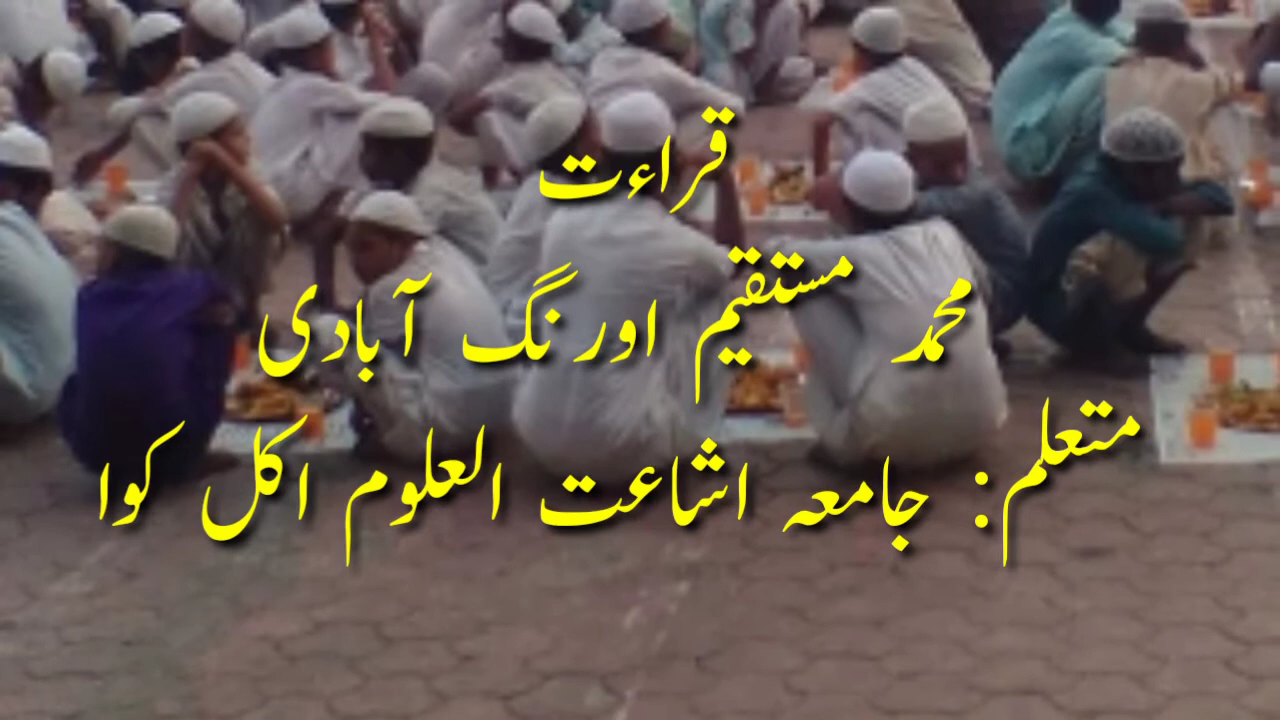 قراءت
محمد مستقیم اورنگ آبادی
متعلم: جامعہ اشاعت العلوم اکل کوا